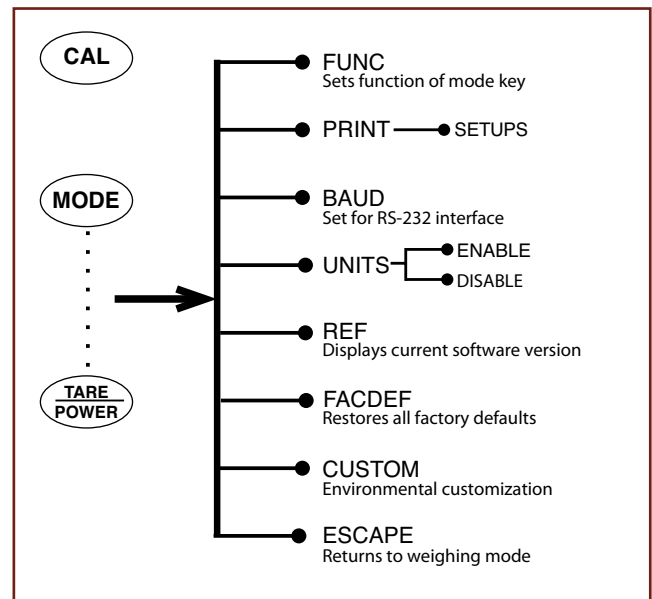 CAL
MODE
TARE
POWER
FUNC
Sets function of mode key
PRINT
SETUPS
BAUD
Set for RS-232 interface
UNITS
ENABLE
DISABLE
REF
Displays current software version
FACDEF
Restores all factory defaults
CUSTOM
Environmental customization
ESCAPE
Returns to weighing mode